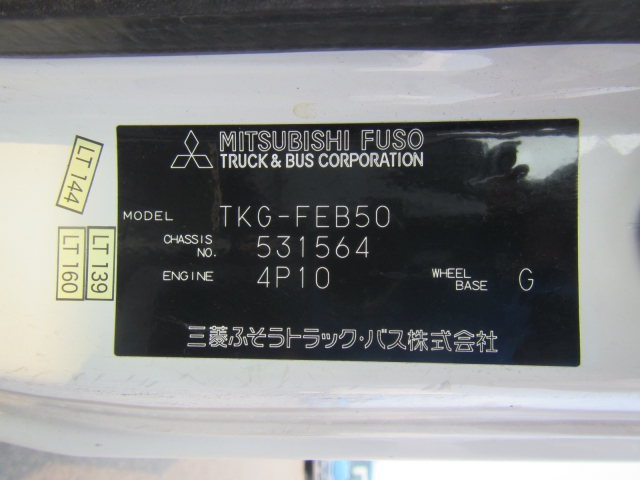 MITSUBISHI FUSO
TRUCK & BUS CORPORATION
MODEL TKG-FEB50
CHASSIS NO. 531564
ENGINE 4P10 WHEEL BASE G
三菱ふそうトラック・バス株式会社
LT 144
LT 139
LT 160